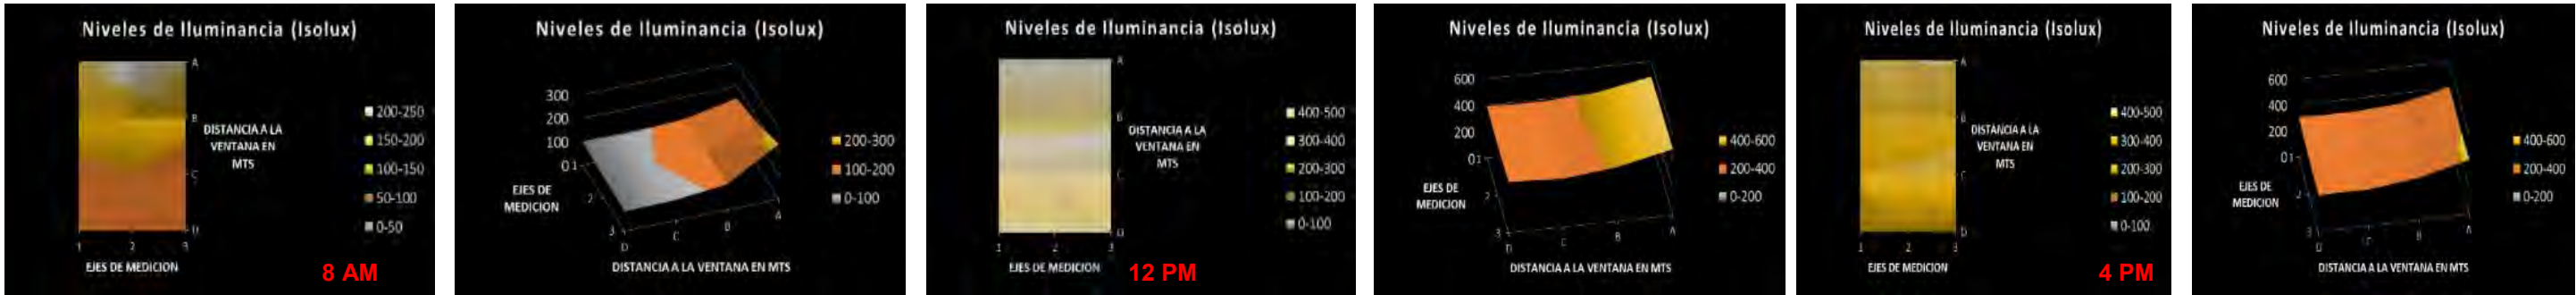 Niveles de Iluminancia (Isolux)
A
B
C
D
1 2 3
DISTANCIA A LA
VENTANA EN
MTS
EJES DE MEDICION
200-250
150-200
100-150
50-100
0-50
8 AM
Niveles de Iluminancia (Isolux)
300
200
100
0
1
2
3
EJES DE
MEDICION
D C B A
DISTANCIA A LA VENTANA EN MTS
200-300
100-200
0-100
Niveles de Iluminancia (Isolux)
A
B
C
D
1 2 3
DISTANCIA A LA
VENTANA EN
MTS
EJES DE MEDICION
400-500
300-400
200-300
100-200
0-100
12 PM
Niveles de Iluminancia (Isolux)
600
400
200
0
1
2
3
EJES DE
MEDICION
D C B A
DISTANCIA A LA VENTANA EN MTS
400-600
200-400
0-200
Niveles de Iluminancia (Isolux)
A
B
C
D
1 2 3
DISTANCIA A LA
VENTANA EN
MTS
EJES DE MEDICION
400-500
300-400
200-300
100-200
0-100
4 PM
Niveles de Iluminancia (Isolux)
600
400
200
0
1
2
3
EJES DE
MEDICION
D C B A
DISTANCIA A LA VENTANA EN MTS
400-600
200-400
0-200